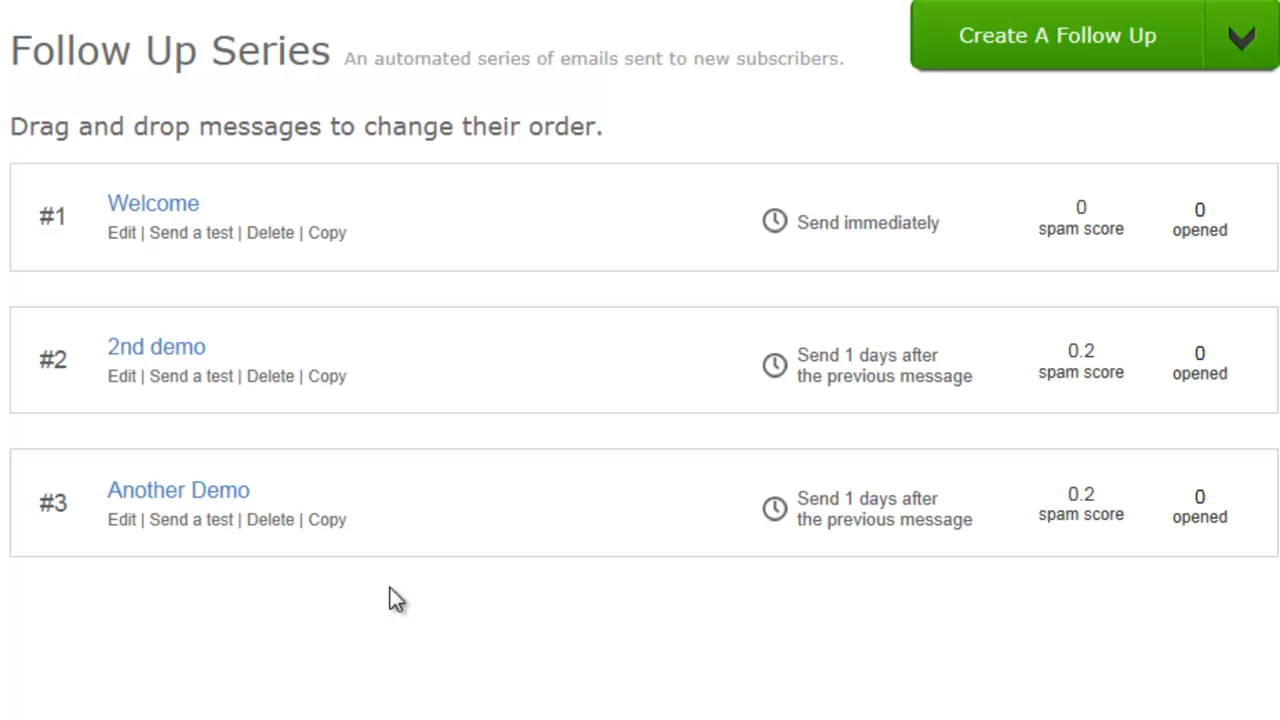 Follow Up Series An automated series of emails sent to new subscribers.
Create A Follow Up
Drag and drop messages to change their order.
#1
Welcome
Edit | Send a test | Delete | Copy
Send immediately
0
spam score
0
opened
#2
2nd demo
Edit | Send a test | Delete | Copy
Send 1 days after
the previous message
0.2
spam score
0
opened
#3
Another Demo
Edit | Send a test | Delete | Copy
Send 1 days after
the previous message
0.2
spam score
0
opened